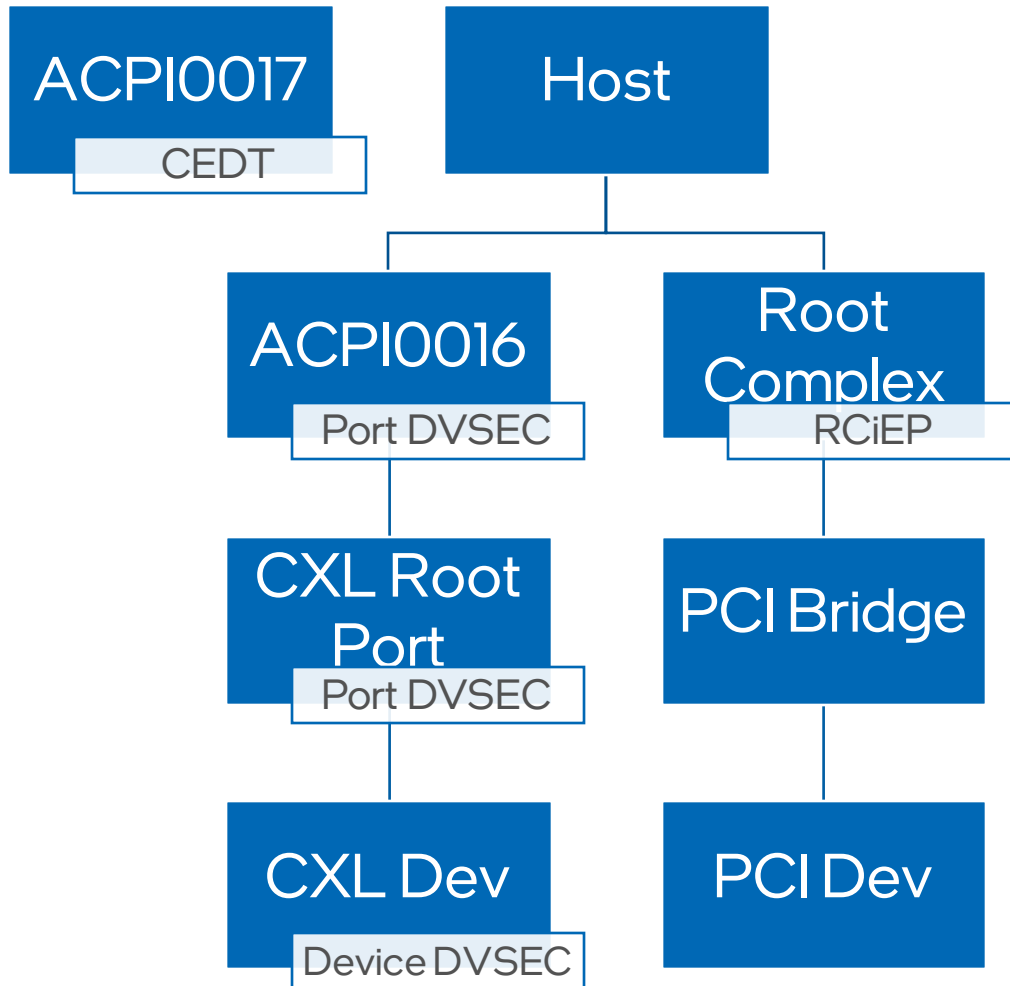 ACPI0017
CEDT
Host
ACPI0016
Port DVSEC
Root
Complex
RCiEP
CXL Root
Port
Port DVSEC
PCI Bridge
CXL Dev
Device DVSEC
PCI Dev